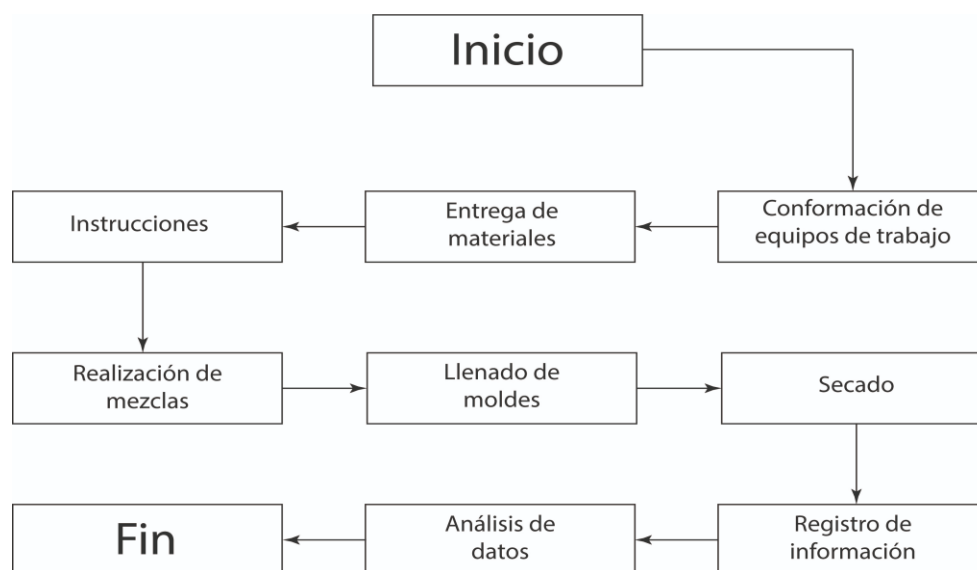 Inicio
Conformación de
equipos de trabajo
Entrega de
materiales
Instrucciones
Realización de
mezclas
Llenado de
moldes
Secado
Registro de
información
Análisis de
datos
Fin